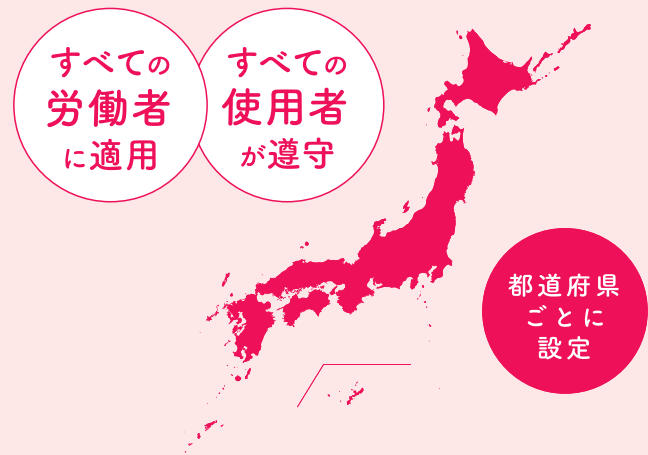 すべての
労働者
に適用
すべての
使用者
が遵守
都道府県
ごとに
設定